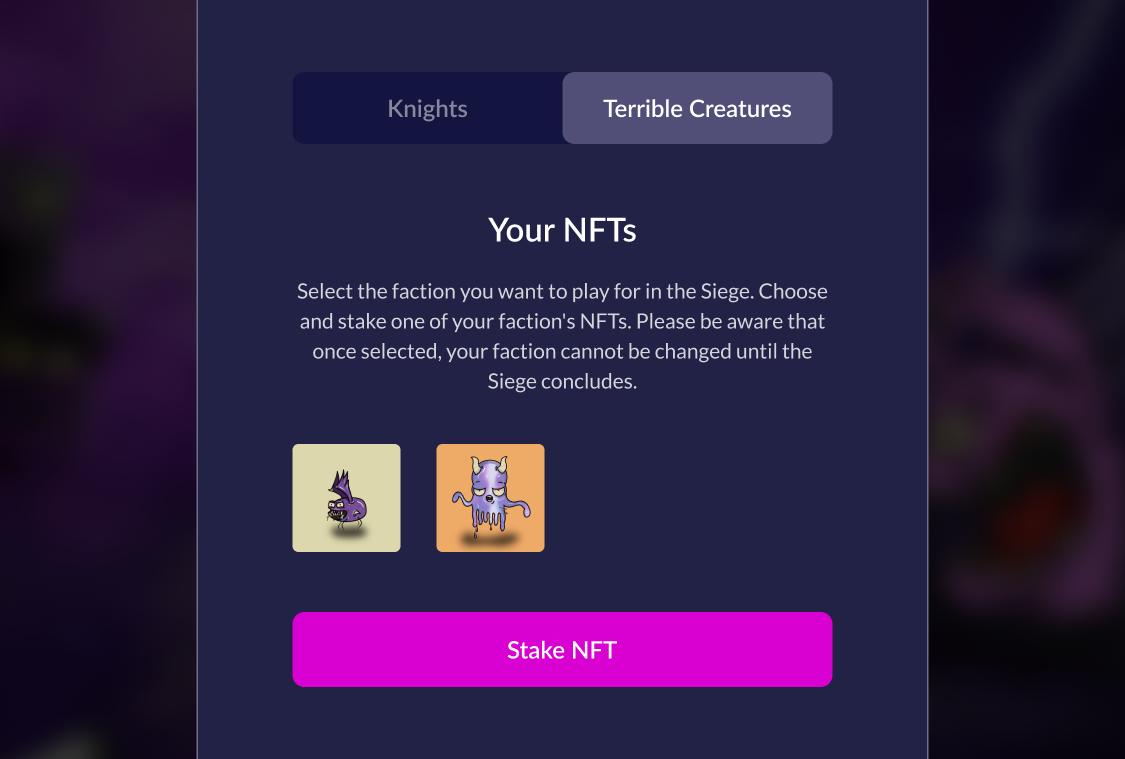 Knights
Terrible Creatures
Your NFTs
Select the faction you want to play for in the Siege. Choose
and stake one of your faction's NFTs. Please be aware that
once selected, your faction cannot be changed until the
Siege concludes.
Stake NFT